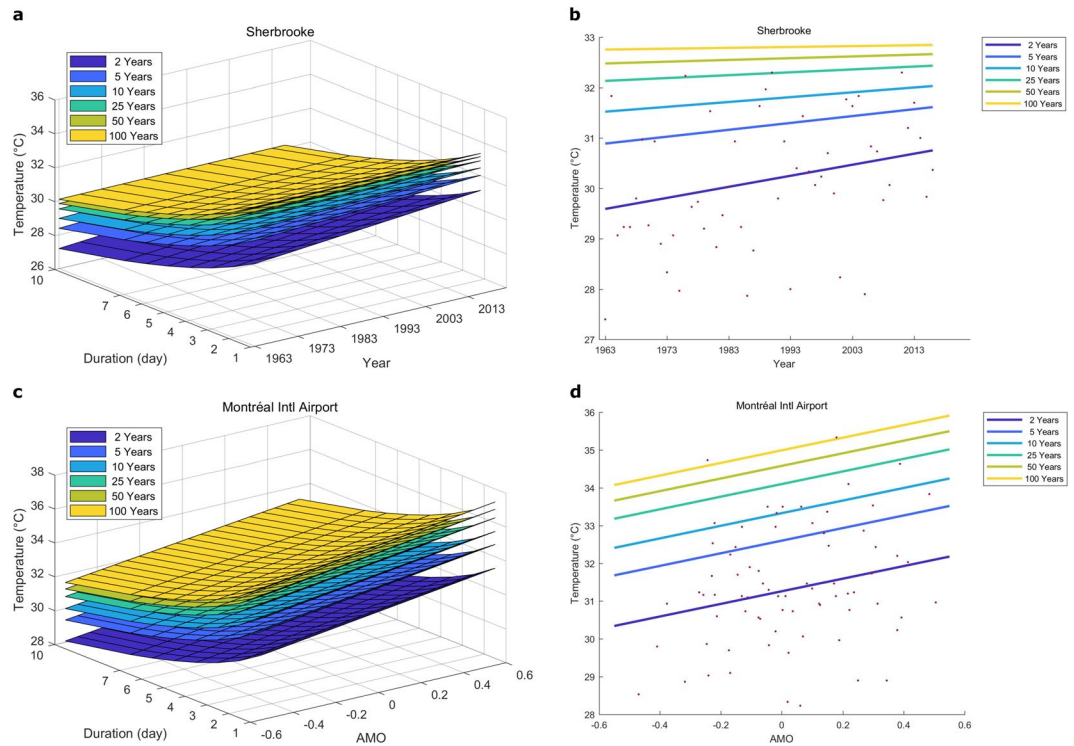 a
Sherbrooke
2 Years
5 Years
10 Years
25 Years
50 Years
100 Years
Temperature (°C)
36
34
32
30
28
26
10
7
6
5
4
3
2
1
Duration (day)
1963
1973
1983
1993
2003
2013
Year
b
Sherbrooke
2 Years
5 Years
10 Years
25 Years
50 Years
100 Years
Temperature (°C)
33
32
31
30
29
28
27
1963
1973
1983
1993
2003
2013
Year
c
Montréal Intl Airport
2 Years
5 Years
10 Years
25 Years
50 Years
100 Years
Temperature (°C)
38
36
34
32
30
28
10
7
6
5
4
3
2
1
Duration (day)
-0.6
-0.4
-0.2
0
0.2
0.4
0.6
AMO
d
Montréal Intl Airport
2 Years
5 Years
10 Years
25 Years
50 Years
100 Years
Temperature (°C)
36
35
34
33
32
31
30
29
28
-0.6
-0.4
-0.2
0
0.2
0.4
0.6
AMO